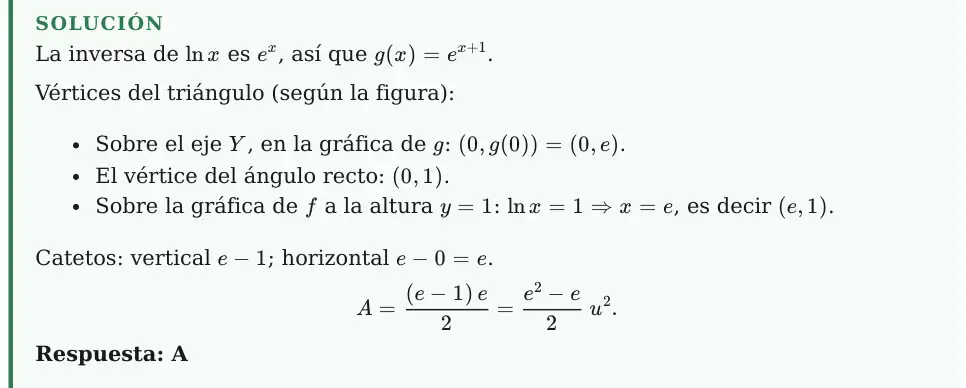 SOLUCIÓN
La inversa de ln x es e^x, así que g(x) = e^{x+1}.
Vértices del triángulo (según la figura):
• Sobre el eje Y, en la gráfica de g: (0, g(0)) = (0, e).
• El vértice del ángulo recto: (0, 1).
• Sobre la gráfica de f a la altura y = 1: ln x = 1 ⇒ x = e, es decir (e, 1).
Catetos: vertical e − 1; horizontal e − 0 = e.
A = \frac{(e − 1) e}{2} = \frac{e^2 − e}{2} u^2.
Respuesta: A